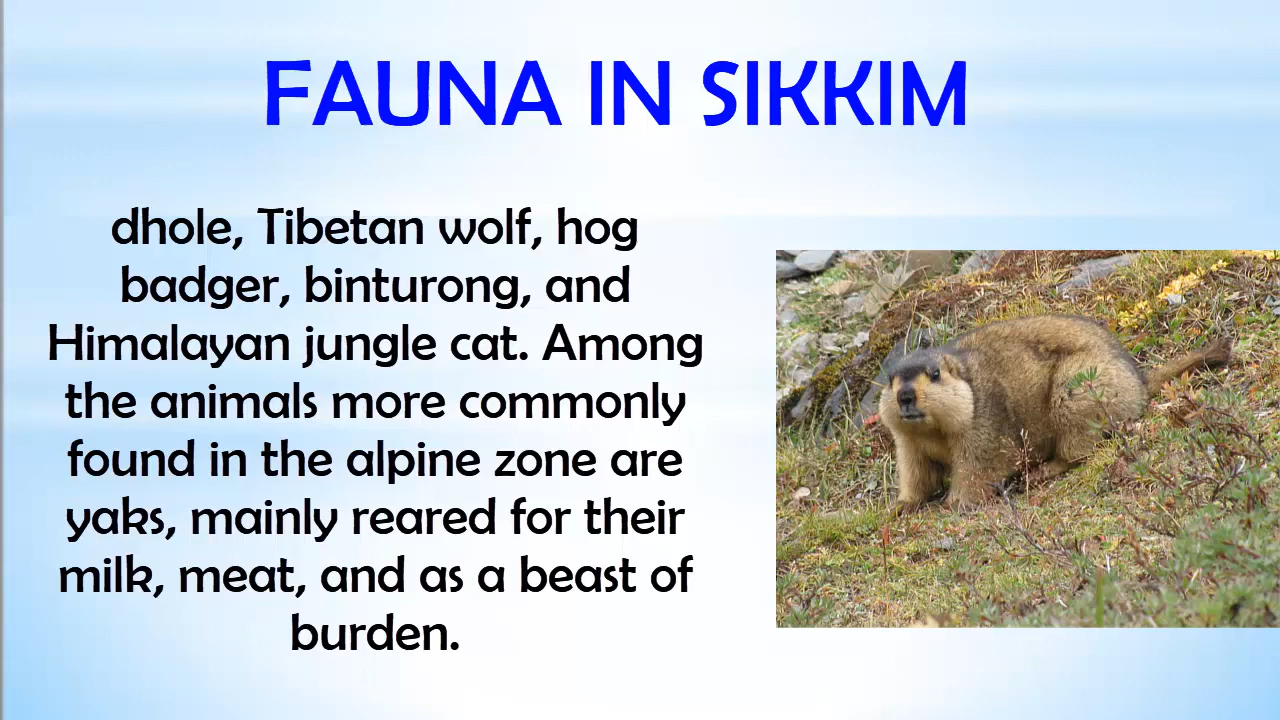 FAUNA IN SIKKIM
dhole, Tibetan wolf, hog
badger, binturong, and
Himalayan jungle cat. Among
the animals more commonly
found in the alpine zone are
yaks, mainly reared for their
milk, meat, and as a beast of
burden.